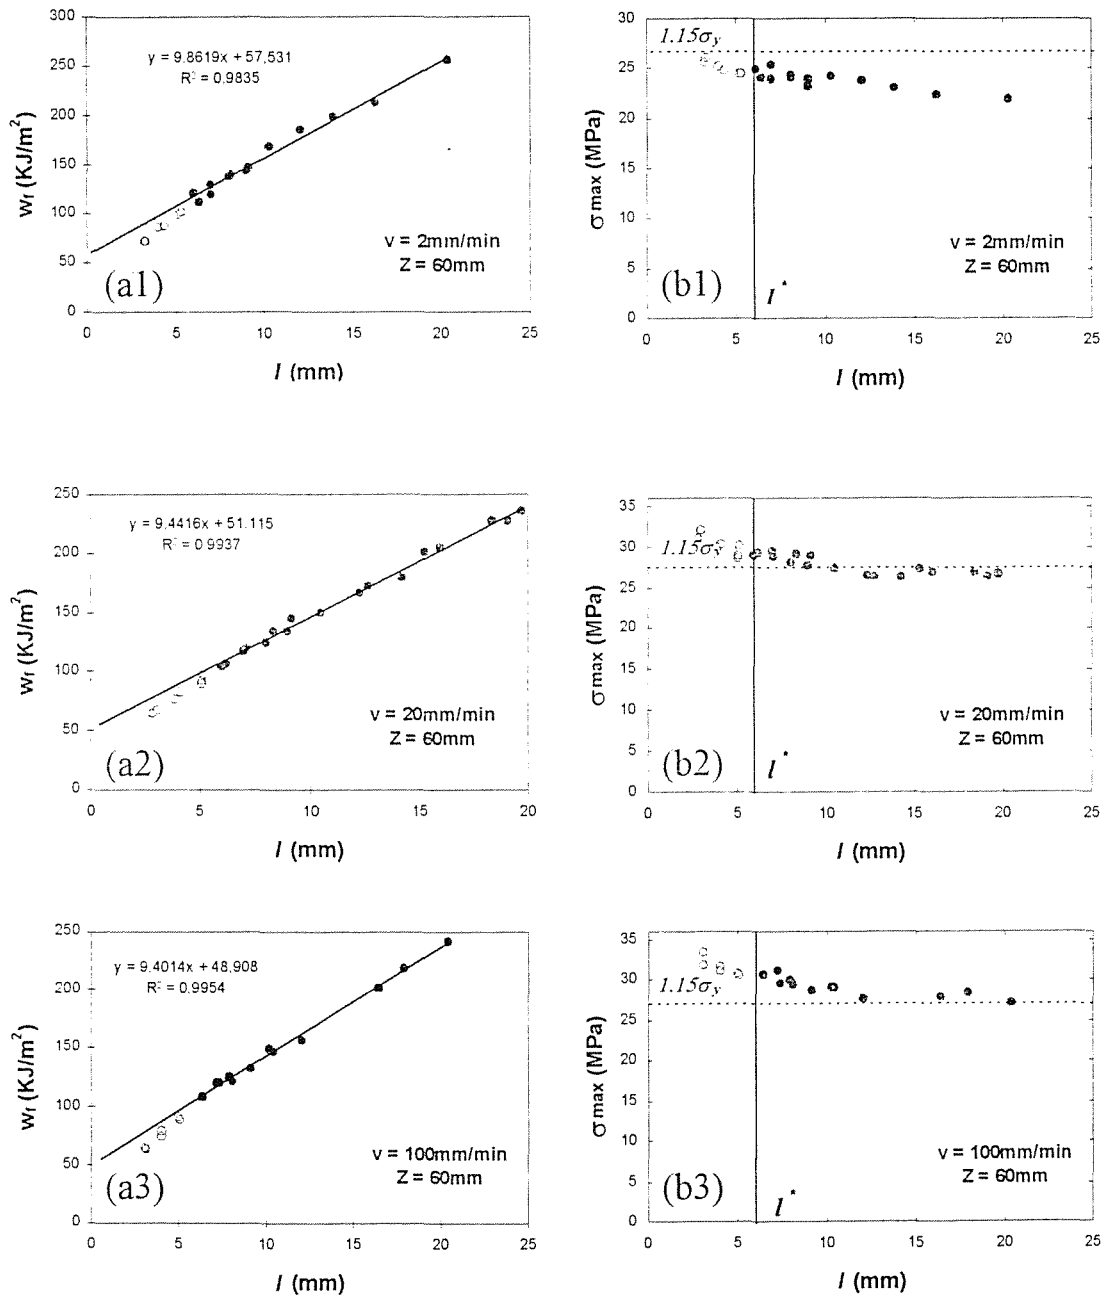 300
250
200
150
100
50
0
0 5 10 15 20 25
w_f (KJ/m²)
l (mm)
y = 9.8619x + 57,531
R² = 0.9835
v = 2mm/min
Z = 60mm
(a1)
30
25
20
15
10
5
0
0 5 10 15 20 25
σmax (MPa)
l (mm)
1.15σy
v = 2mm/min
Z = 60mm
l*
(b1)
250
200
150
100
50
0
0 5 10 15 20
w_f (KJ/m²)
l (mm)
y = 9.4416x + 51.115
R² = 0.9937
v = 20mm/min
Z = 60mm
(a2)
35
30
25
20
15
10
5
0
0 5 10 15 20 25
σmax (MPa)
l (mm)
1.15σy
v = 20mm/min
Z = 60mm
l*
(b2)
250
200
150
100
50
0
0 5 10 15 20 25
w_f (KJ/m²)
l (mm)
y = 9.4014x + 48,908
R² = 0.9954
v = 100mm/min
Z = 60mm
(a3)
35
30
25
20
15
10
5
0
0 5 10 15 20 25
σmax (MPa)
l (mm)
1.15σy
v = 100mm/min
Z = 60mm
l*
(b3)